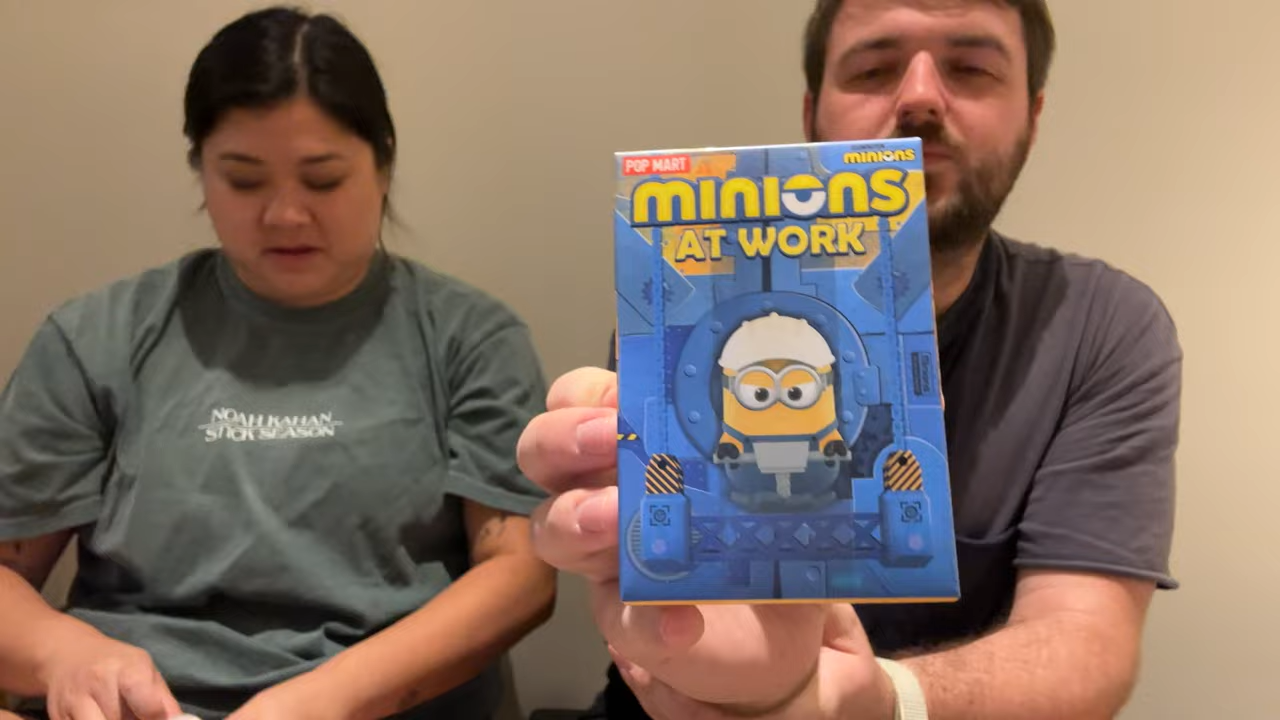 POP MART
minions
minions
AT WORK
NOAH KAHAN
STICK SEASON